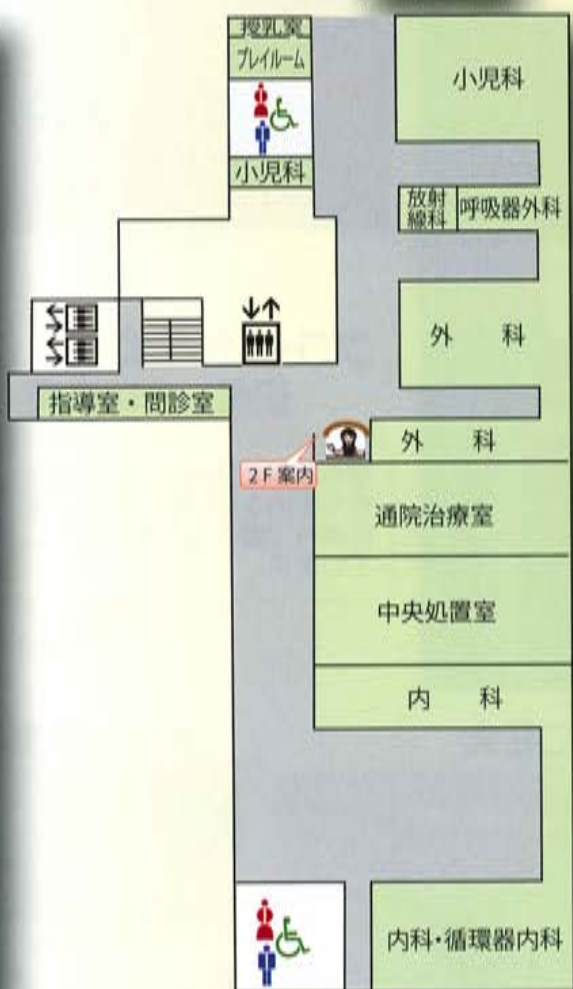 授乳室
プレイルーム
小児科
小児科
放射
線科
呼吸器外科
外 科
指導室・問診室
外 科
2F案内
通院治療室
中央処置室
内 科
内科・循環器内科